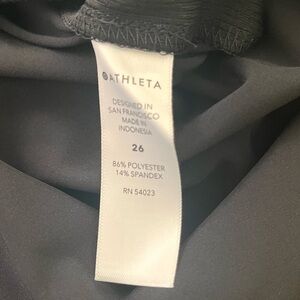 ATHLETA
DESIGNED IN
SAN FRANCISCO
MADE IN
INDONESIA
26
86% POLYESTER
14% SPANDEX
RN 54023